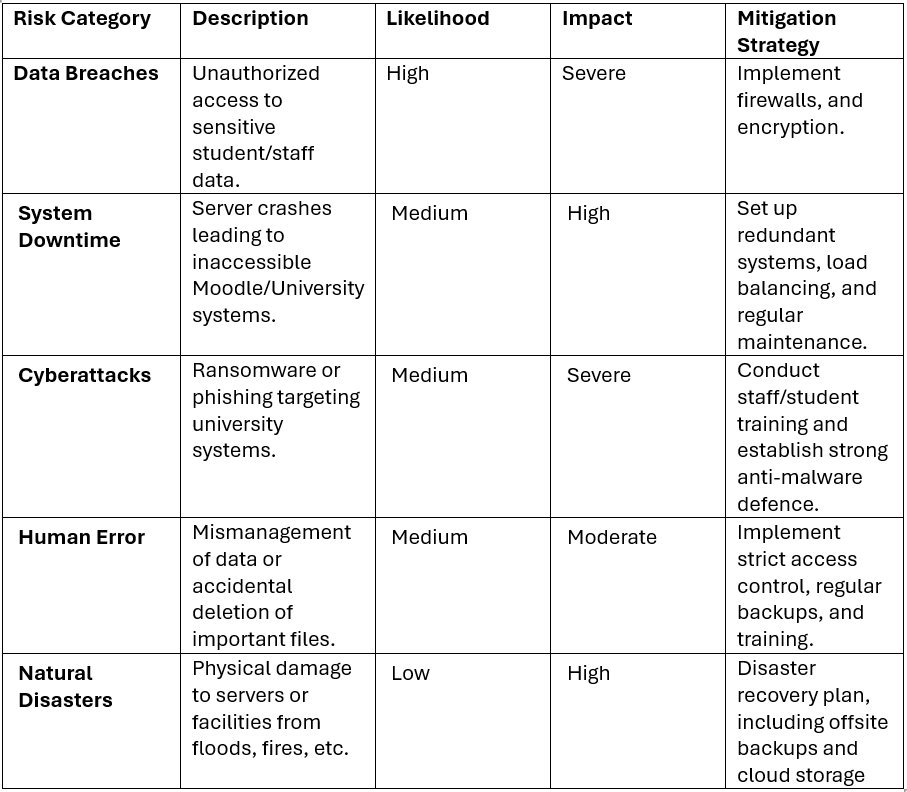 Risk Category Description Likelihood Impact Mitigation
Strategy
Data Breaches Unauthorized High Severe Implement
access to firewalls, and
sensitive encryption.
student/staff
data.
System Server crashes Medium High Set up
Downtime leading to redundant
inaccessible systems, load
Moodle/University balancing, and
systems. regular
maintenance.
Cyberattacks Ransomware or Medium Severe Conduct
phishing targeting staff/student
university training and
systems. establish strong
anti-malware
defence.
Human Error Mismanagement Medium Moderate Implement
of data or strict access
accidental control, regular
deletion of backups, and
important files. training.
Natural Physical damage Low High Disaster
Disasters to servers or recovery plan,
facilities from including offsite
floods, fires, etc. backups and
cloud storage